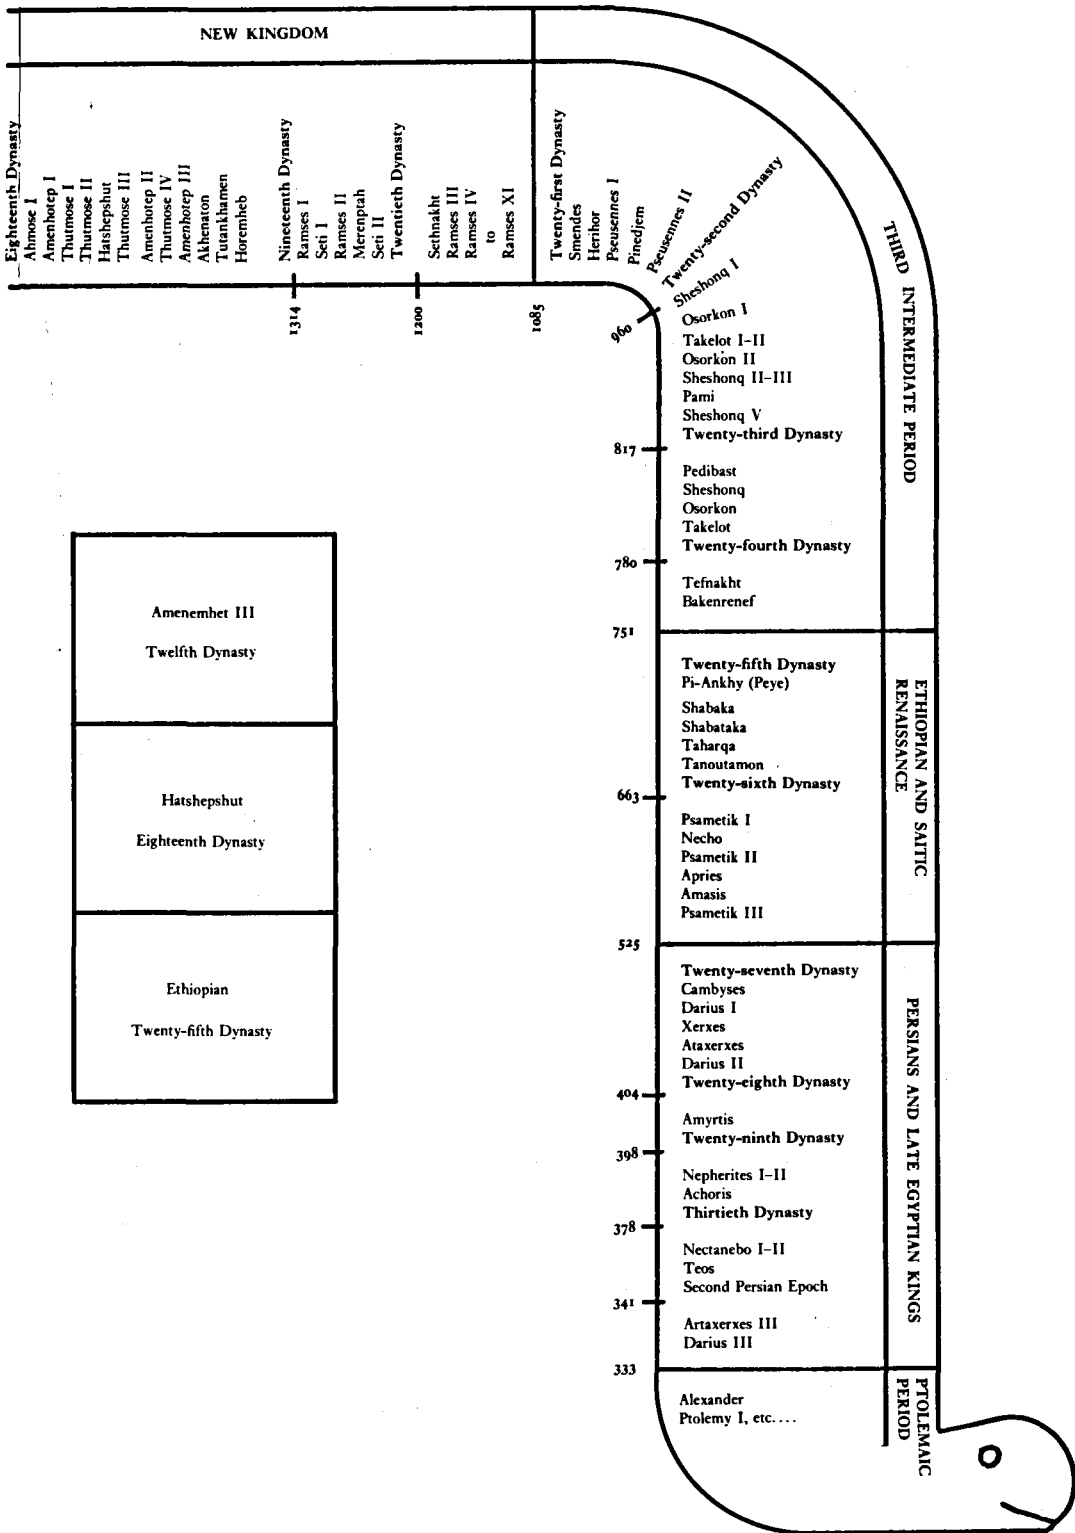 NEW KINGDOM
Eighteenth Dynasty
Ahmose I
Amenhotep I
Thutmose I
Thutmose II
Hatshepshut
Thutmose III
Amenhotep II
Thutmose IV
Amenhotep III
Akhenaton
Tutankhamen
Horemheb
Nineteenth Dynasty
Ramses I
Seti I
Ramses II
Merenptah
Seti II
Twentieth Dynasty
Sethnakht
Ramses III
Ramses IV
to
Ramses XI
1314
1200
1085
THIRD INTERMEDIATE PERIOD
Twenty-first Dynasty
Smendes
Herihor
Pseusennes I
Pinedjem
Pseusennes II
Twenty-second Dynasty
960
Sheshonq I
Osorkon I
Takelot I–II
Osorkon II
Sheshonq II–III
Pami
Sheshonq V
Twenty-third Dynasty
817
Pedibast
Sheshonq
Osorkon
Takelot
Twenty-fourth Dynasty
780
Tefnakht
Bakenrenef
751
ETHIOPIAN AND SAITIC
RENAISSANCE
Twenty-fifth Dynasty
Pi-Ankhy (Peye)
Shabaka
Shabataka
Taharqa
Tanoutamon
Twenty-sixth Dynasty
663
Psametik I
Necho
Psametik II
Apries
Amasis
Psametik III
525
PERSIANS AND LATE EGYPTIAN KINGS
Twenty-seventh Dynasty
Cambyses
Darius I
Xerxes
Ataxerxes
Darius II
Twenty-eighth Dynasty
404
Amyrtis
Twenty-ninth Dynasty
398
Nepherites I–II
Achoris
Thirtieth Dynasty
378
Nectanebo I–II
Teos
Second Persian Epoch
341
Artaxerxes III
Darius III
333
PTOLEMAIC
PERIOD
Alexander
Ptolemy I, etc....
Amenemhet III
Twelfth Dynasty
Hatshepshut
Eighteenth Dynasty
Ethiopian
Twenty-fifth Dynasty